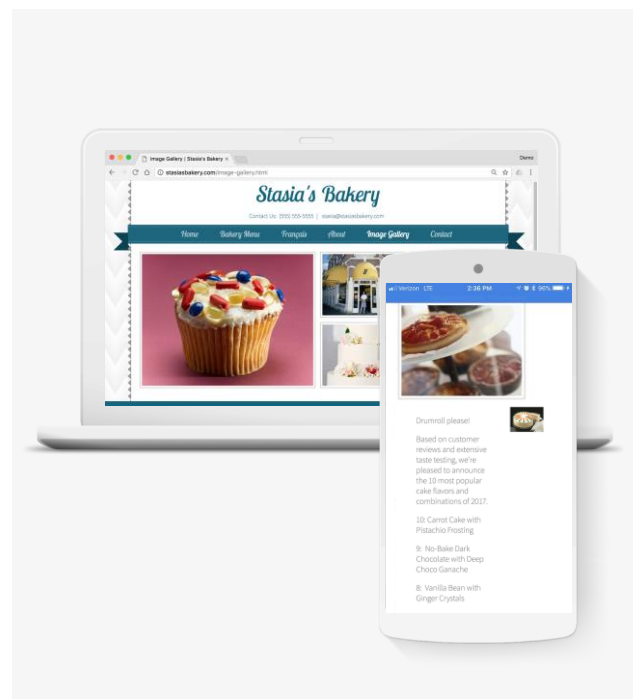 Image Gallery | Stasia's Bakery ×
Demo
stasiasbakery.com/image-gallery.html
Stasia's Bakery
Contact Us: (555) 555-5555 | stasia@stasiasbakery.com
Home Bakery Menu Français About Image Gallery Contact
Verizon LTE 2:36 PM 96%
Drumroll please!
Based on customer
reviews and extensive
taste testing, we're
pleased to announce
the 10 most popular
cake flavors and
combinations of 2017.
10: Carrot Cake with
Pistachio Frosting
9: No-Bake Dark
Chocolate with Deep
Choco Ganache
8: Vanilla Bean with
Ginger Crystals